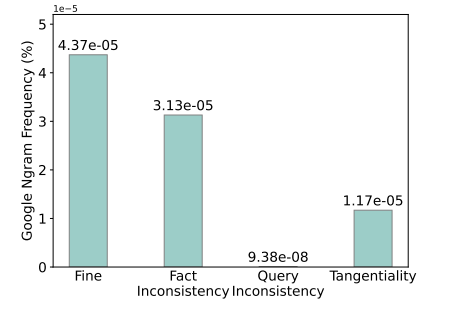 1e−5
5
4
3
2
1
0
Google Ngram Frequency (%)
4.37e-05
3.13e-05
9.38e-08
1.17e-05
Fine
Fact
Inconsistency
Query
Inconsistency
Tangentiality